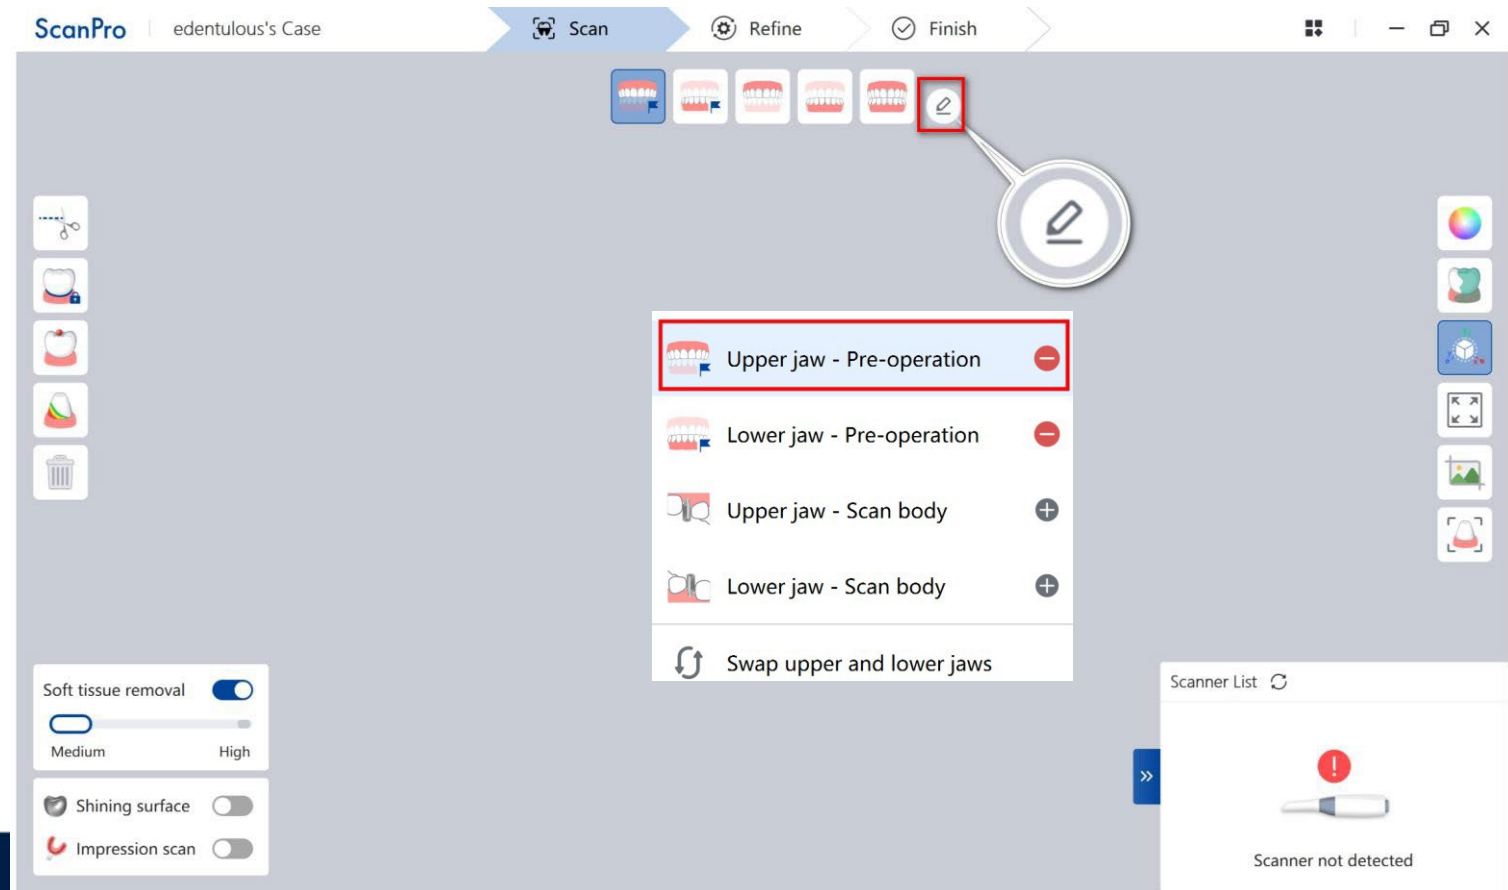 ScanPro
edentulous's Case
Scan
Refine
Finish
Upper jaw - Pre-operation
Lower jaw - Pre-operation
Upper jaw - Scan body
Lower jaw - Scan body
Swap upper and lower jaws
Soft tissue removal
Medium
High
Shining surface
Impression scan
Scanner List
Scanner not detected